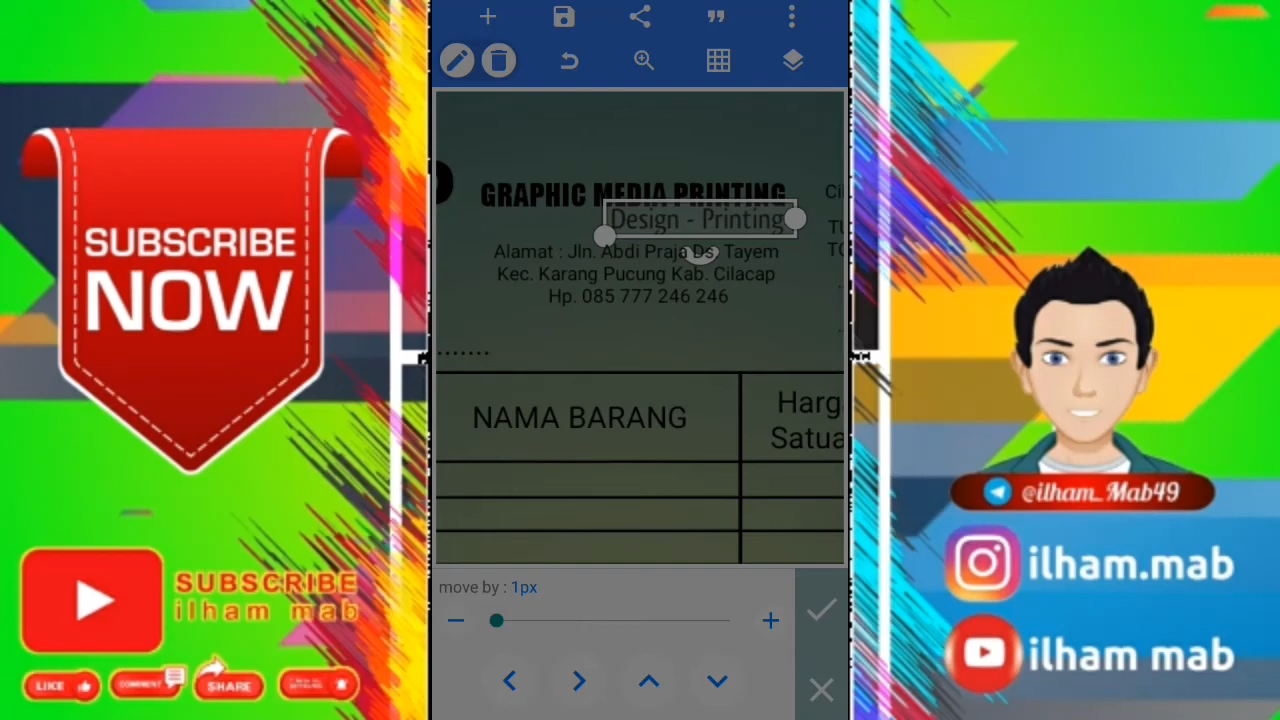 SUBSCRIBE
NOW
SUBSCRIBE
ilham mab
LIKE
COMMENT
SHARE
GRAPHIC MEDIA PRINTING
Design - Printing
Alamat : Jln. Abdi Praja Ds. Tayem
Kec. Karang Pucung Kab. Cilacap
Hp. 085 777 246 246
........
NAMA BARANG
Harg
Satua
move by : 1px
@ilham_Mab49
ilham.mab
ilham mab